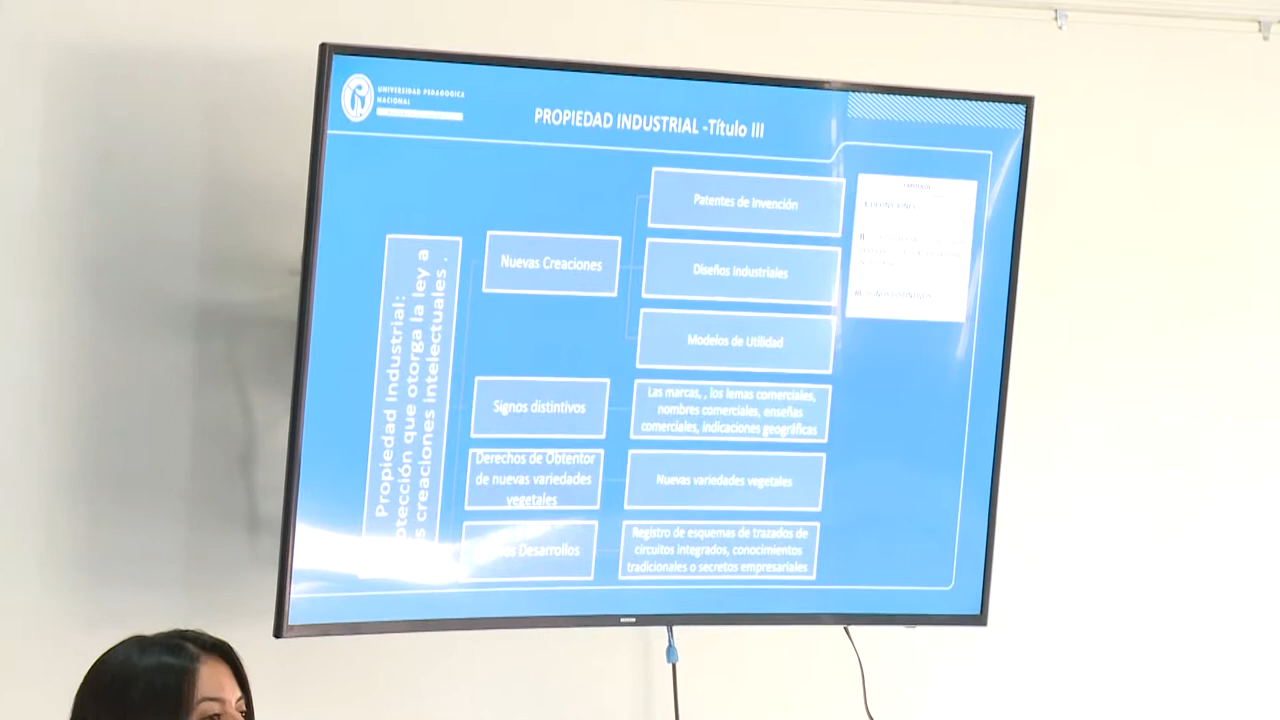 UNIVERSIDAD PEDAGOGICA
NACIONAL
PROPIEDAD INDUSTRIAL -Título III
Propiedad Industrial:
que otorga la ley a
creaciones intelectuales .
Nuevas Creaciones
Patentes de Invención
Diseños Industriales
Modelos de Utilidad
Signos distintivos
Las marcas, , los lemas comerciales,
nombres comerciales, enseñas
comerciales, indicaciones geográficas
Derechos de Obtentor
de nuevas variedades
vegetales
Nuevas variedades vegetales
Desarrollos
Registro de esquemas de trazados de
circuitos integrados, conocimientos
tradicionales o secretos empresariales